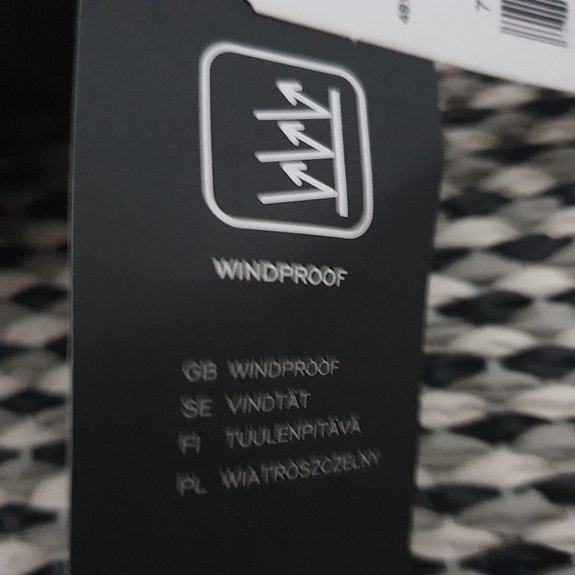 WINDPROOF
GB WINDPROOF
SE VINDTÄT
FI TUULENPITÄVÄ
PL WIATROSZCZELNY